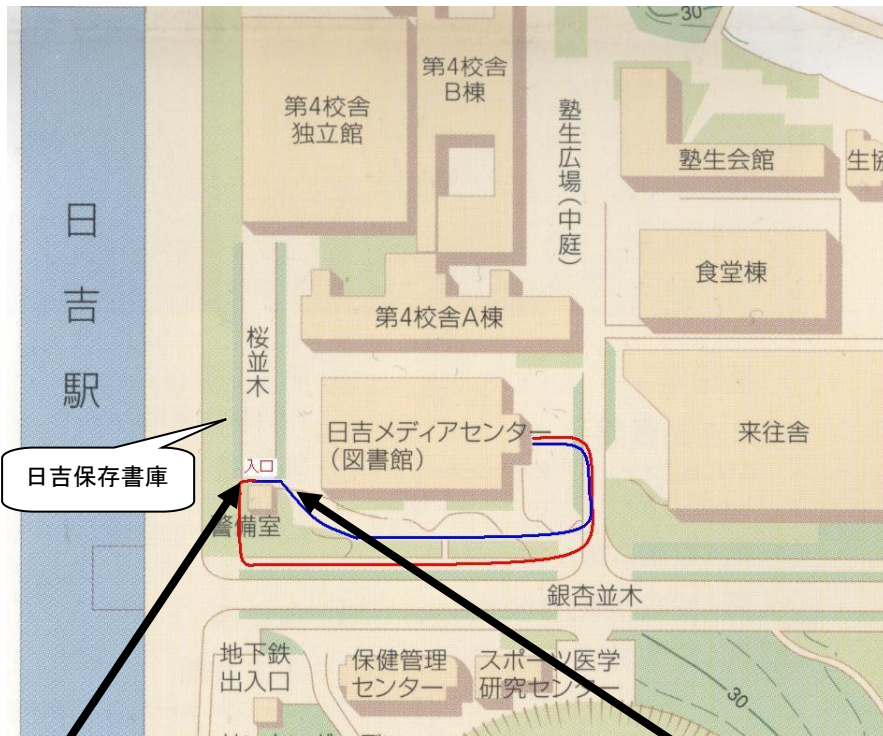 30
第4校舎
B棟
第4校舎
独立館
塾生広場(中庭)
塾生会館
生協
日吉駅
食堂棟
第4校舎A棟
桜並木
日吉メディアセンター
(図書館)
来往舎
日吉保存書庫
入口
警備室
銀杏並木
地下鉄
出入口
保健管理
センター
スポーツ医学
研究センター
30